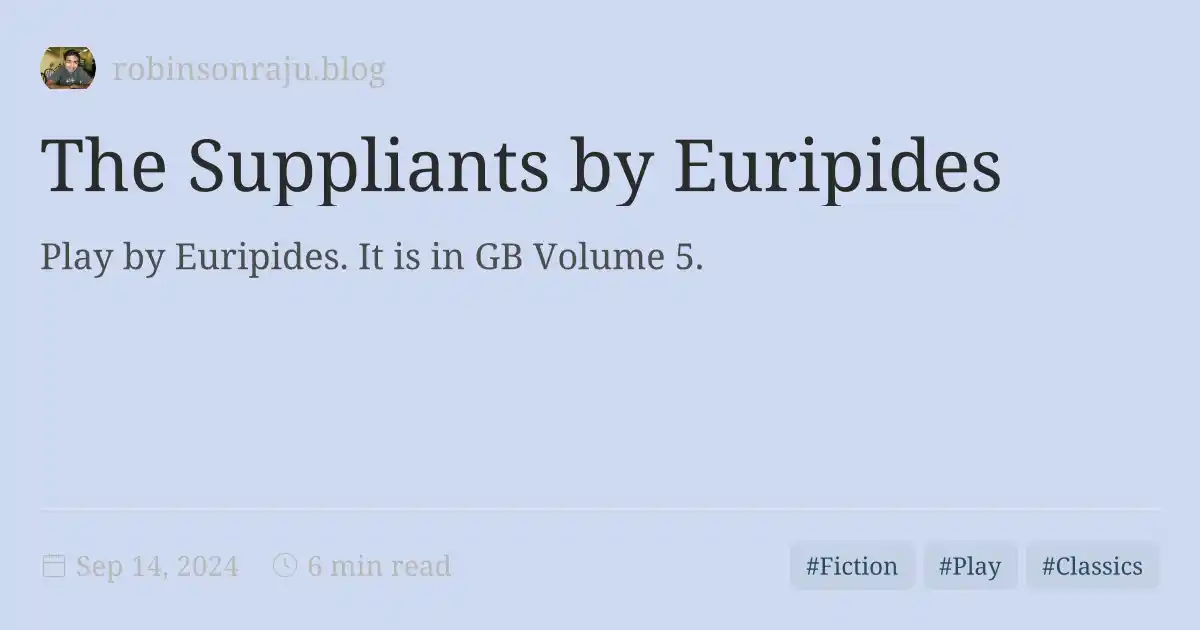 robinsonraju.blog
The Suppliants by Euripides
Play by Euripides. It is in GB Volume 5.
Sep 14, 2024 6 min read #Fiction #Play #Classics